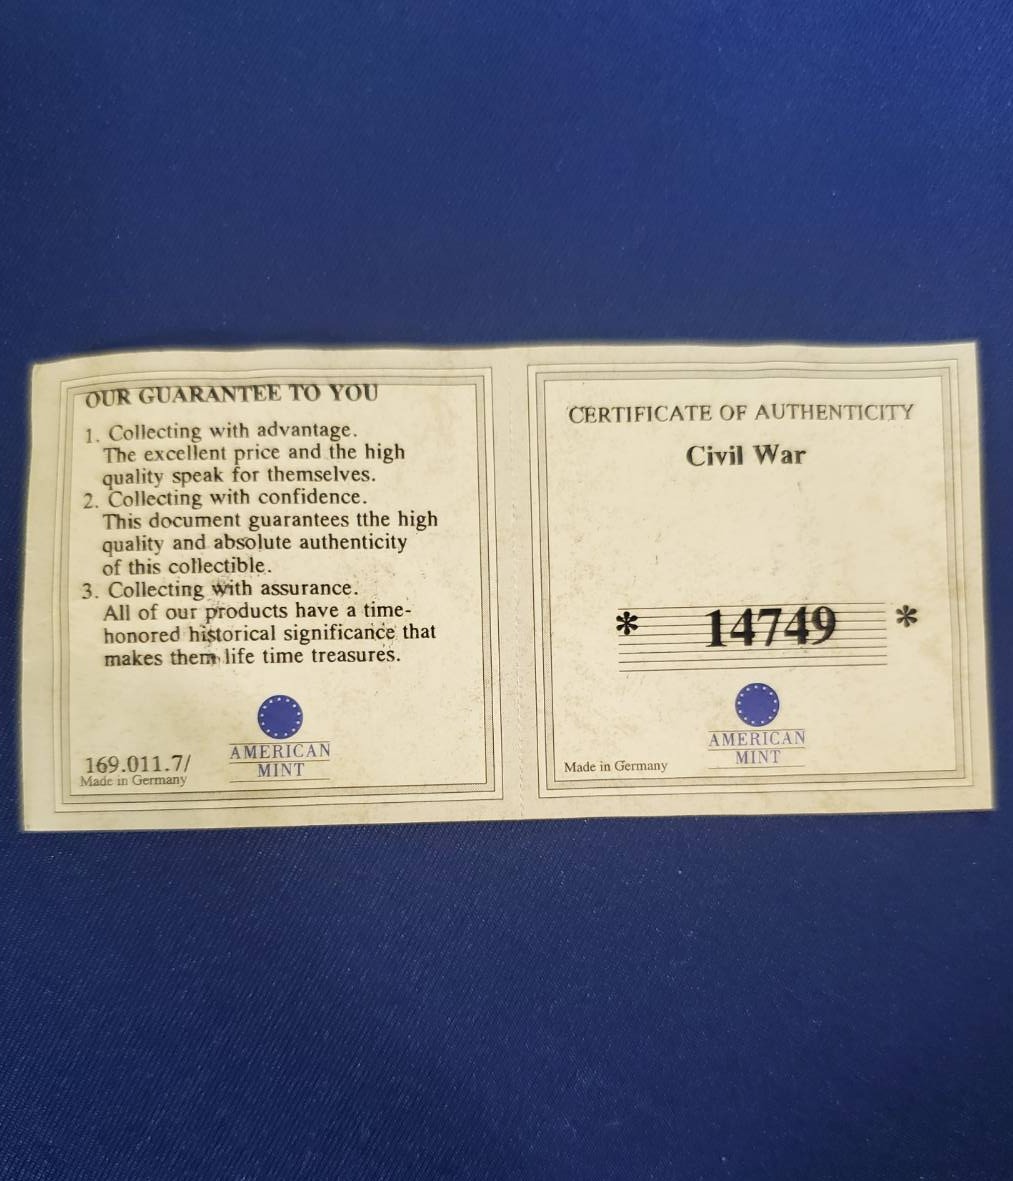 OUR GUARANTEE TO YOU
1. Collecting with advantage.
The excellent price and the high
quality speak for themselves.
2. Collecting with confidence.
This document guarantees tthe high
quality and absolute authenticity
of this collectible.
3. Collecting with assurance.
All of our products have a time-
honored historical significance that
makes them life time treasures.
AMERICAN
MINT
169.011.7/
Made in Germany
CERTIFICATE OF AUTHENTICITY
Civil War
* 14749 *
AMERICAN
MINT
Made in Germany